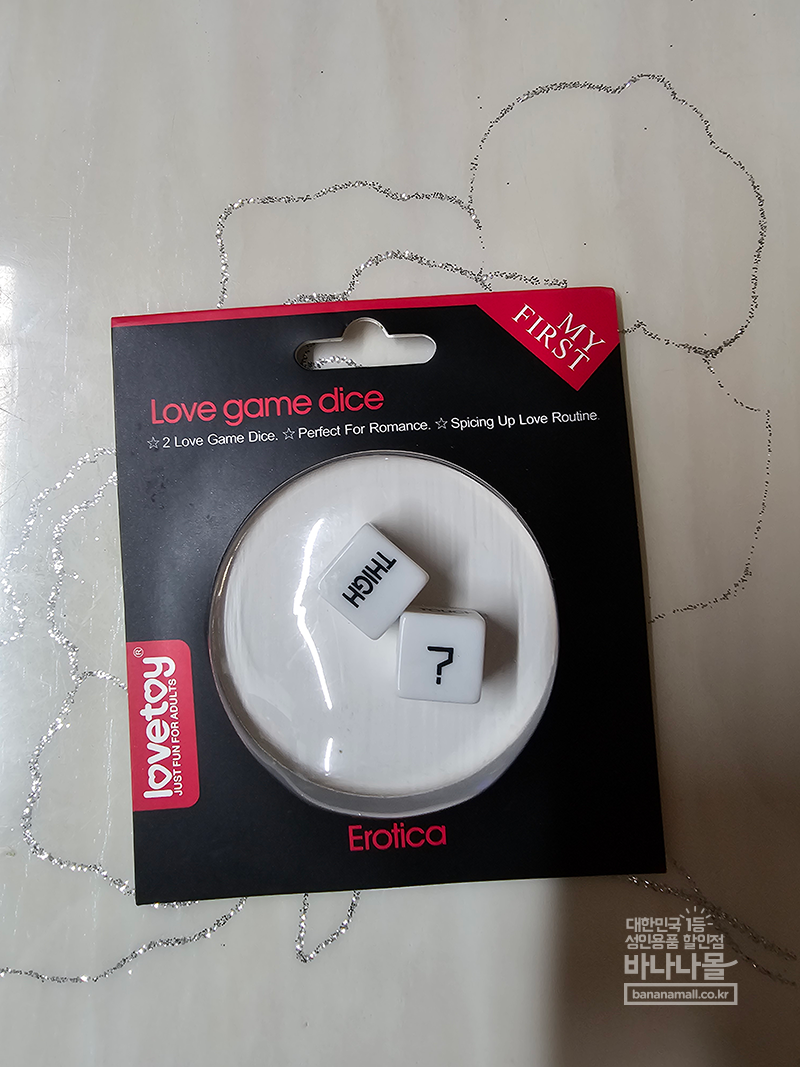 MY
FIRST
Love game dice
☆ 2 Love Game Dice. ☆ Perfect For Romance. ☆ Spicing Up Love Routine.
THIGH
?
lovetoy®
JUST FUN FOR ADULTS
Erotica
대한민국 1등
성인용품 할인점
바나나몰
bananamall.co.kr